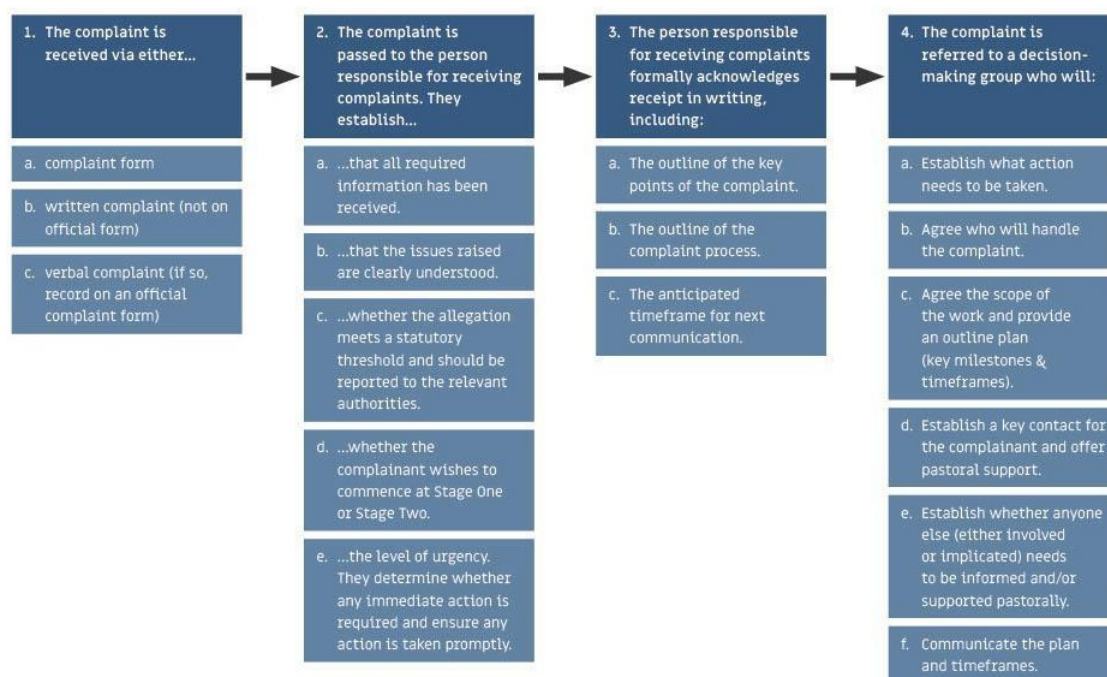 1. The complaint is
received via either...
a. complaint form
b. written complaint (not on
official form)
c. verbal complaint (if so,
record on an official
complaint form)
2. The complaint is
passed to the person
responsible for receiving
complaints. They
establish...
a. ...that all required
information has been
received.
b. ...that the issues raised
are clearly understood.
c. ...whether the allegation
meets a statutory
threshold and should be
reported to the relevant
authorities.
d. ...whether the
complainant wishes to
commence at Stage One
or Stage Two.
e. ...the level of urgency.
They determine whether
any immediate action is
required and ensure any
action is taken promptly.
3. The person responsible
for receiving complaints
formally acknowledges
receipt in writing,
including:
a. The outline of the key
points of the complaint.
b. The outline of the
complaint process.
c. The anticipated
timeframe for next
communication.
4. The complaint is
referred to a decision-
making group who will:
a. Establish what action
needs to be taken.
b. Agree who will handle
the complaint.
c. Agree the scope of
the work and provide
an outline plan
(key milestones &
timeframes).
d. Establish a key contact for
the complainant and offer
pastoral support.
e. Establish whether anyone
else (either involved
or implicated) needs
to be informed and/or
supported pastorally.
f. Communicate the plan
and timeframes.